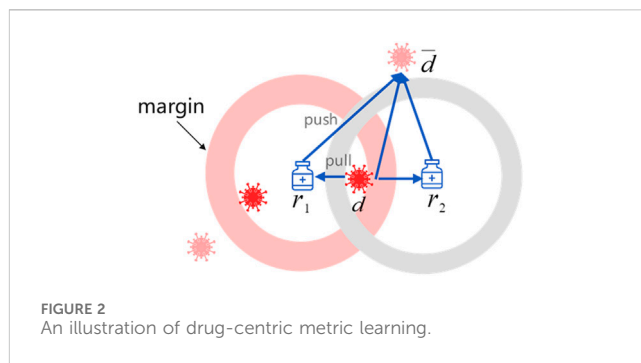 d̅
margin
push
pull
r₁
d
r₂
FIGURE 2
An illustration of drug-centric metric learning.